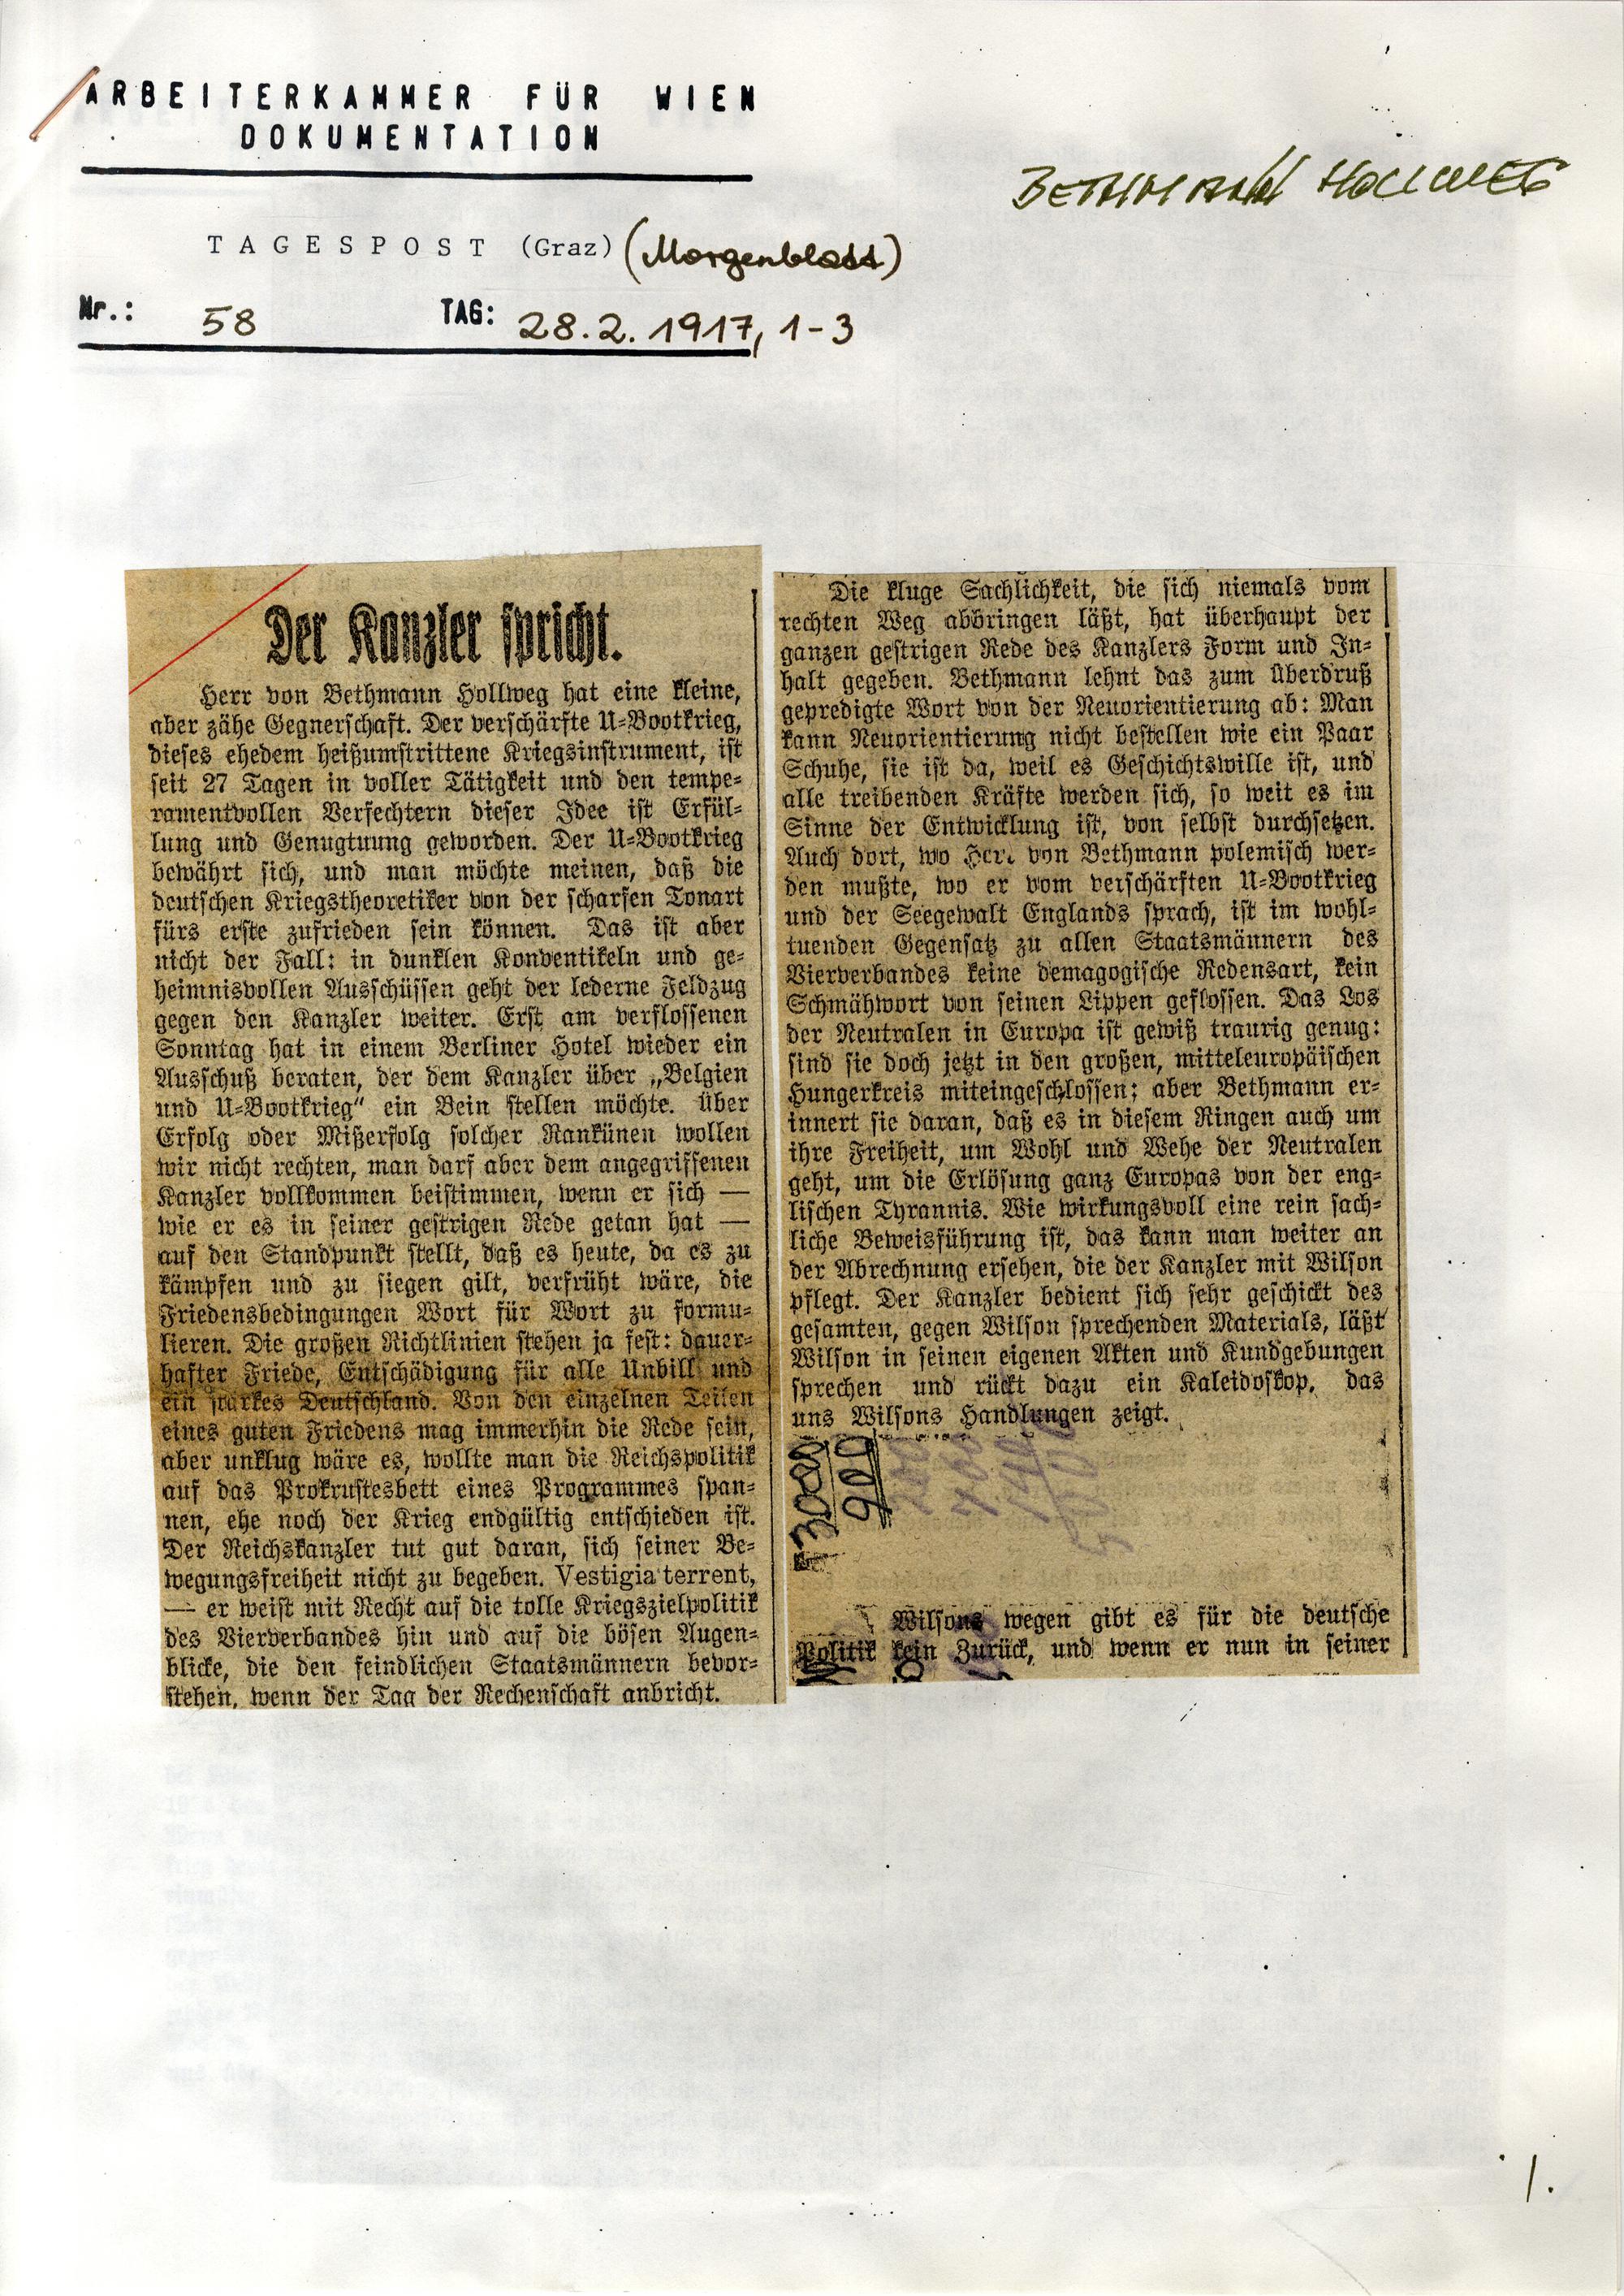 ARBEITERKAMMER FÜR WIEN
DOKUMENTATION
BETHMANN HOLLWEG
TAGESPOST (Graz) (Morgenblatt)
Nr.: 58 TAG: 28.2.1917, 1-3
Der Kanzler spricht.
Herr von Bethmann Hollweg hat eine kleine,
aber zähe Gegnerschaft. Der verschärfte U-Bootkrieg,
dieses ehedem heißumstrittene Kriegsinstrument, ist
seit 27 Tagen in voller Tätigkeit und den tempe-
ramentvollen Verfechtern dieser Idee ist Erfül-
lung und Genugtuung geworden. Der U-Bootkrieg
bewährt sich, und man möchte meinen, daß die
deutschen Kriegstheoretiker von der scharfen Tonart
fürs erste zufrieden sein können. Das ist aber
nicht der Fall: in dunklen Konventikeln und ge-
heimnisvollen Ausschüssen geht der lederne Feldzug
gegen den Kanzler weiter. Erst am verflossenen
Sonntag hat in einem Berliner Hotel wieder ein
Ausschuß beraten, der dem Kanzler über „Belgien
und U-Bootkrieg“ ein Bein stellen möchte. Über
Erfolg oder Mißerfolg solcher Rankünen wollen
wir nicht rechten, man darf aber dem angegriffenen
Kanzler vollkommen beistimmen, wenn er sich —
wie er es in seiner gestrigen Rede getan hat —
auf den Standpunkt stellt, daß es heute, da es zu
kämpfen und zu siegen gilt, verfrüht wäre, die
Friedensbedingungen Wort für Wort zu formu-
lieren. Die großen Richtlinien stehen ja fest: dauer-
hafter Friede, Entschädigung für alle Unbill und
ein starkes Deutschland. Von den einzelnen Teilen
eines guten Friedens mag immerhin die Rede sein,
aber unklug wäre es, wollte man die Reichspolitik
auf das Prokrustesbett eines Programmes span-
nen, ehe noch der Krieg endgültig entschieden ist.
Der Reichskanzler tut gut daran, sich seiner Be-
wegungsfreiheit nicht zu begeben. Vestigia terrent,
— er weist mit Recht auf die tolle Kriegszielpolitik
des Vierverbandes hin und auf die bösen Augen-
blicke, die den feindlichen Staatsmännern bevor-
stehen, wenn der Tag der Rechenschaft anbricht.
Die kluge Sachlichkeit, die sich niemals vom
rechten Weg abbringen läßt, hat überhaupt der
ganzen gestrigen Rede des Kanzlers Form und In-
halt gegeben. Bethmann lehnt das zum Überdruß
gepredigte Wort von der Neuorientierung ab: Man
kann Neuorientierung nicht bestellen wie ein Paar
Schuhe, sie ist da, weil es Geschichtswille ist, und
alle treibenden Kräfte werden sich, so weit es im
Sinne der Entwicklung ist, von selbst durchsetzen.
Auch dort, wo Herr von Bethmann polemisch wer-
den mußte, wo er vom verschärften U-Bootkrieg
und der Seegewalt Englands sprach, ist im wohl-
tuenden Gegensatz zu allen Staatsmännern des
Vierverbandes keine demagogische Redensart, kein
Schmähwort von seinen Lippen geflossen. Das Los
der Neutralen in Europa ist gewiß traurig genug:
sind sie doch jetzt in den großen, mitteleuropäischen
Hungerkreis miteingeschlossen; aber Bethmann er-
innert sie daran, daß es in diesem Ringen auch um
ihre Freiheit, um Wohl und Wehe der Neutralen
geht, um die Erlösung ganz Europas von der eng-
lischen Tyrannis. Wie wirkungsvoll eine rein sach-
liche Beweisführung ist, das kann man weiter an
der Abrechnung ersehen, die der Kanzler mit Wilson
pflegt. Der Kanzler bedient sich sehr geschickt des
gesamten, gegen Wilson sprechenden Materials, läßt
Wilson in seinen eigenen Akten und Kundgebungen
sprechen und rückt dazu ein Kaleidoskop, das
uns Wilsons Handlungen zeigt.
Wilsons wegen gibt es für die deutsche
Politik kein Zurück, und wenn er nun in seiner
1.